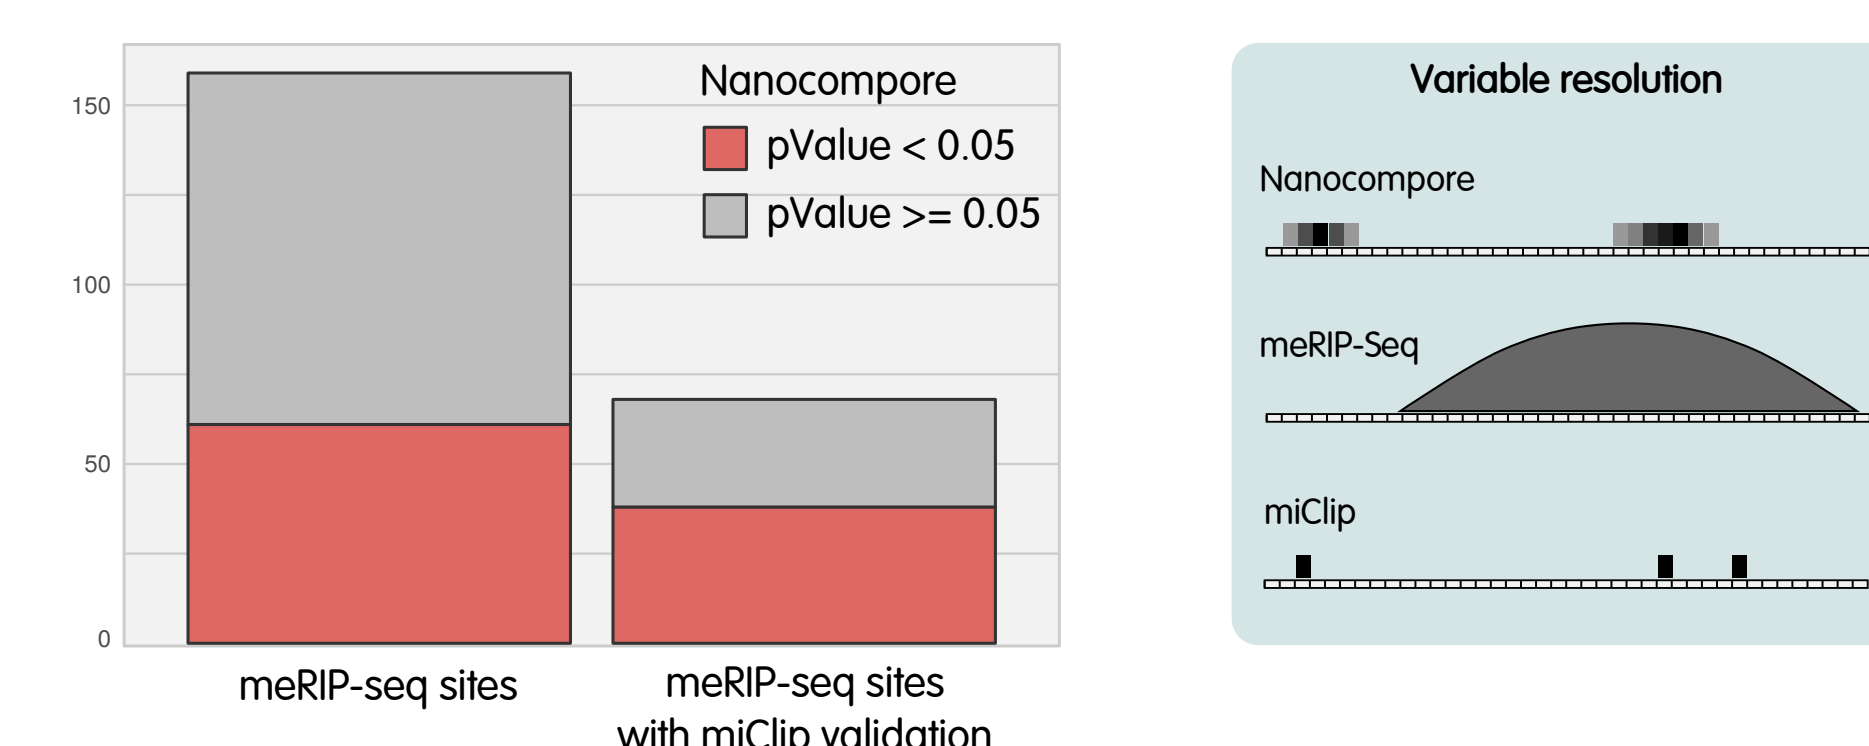 Nanocompore
pValue < 0.05
pValue >= 0.05
150
100
50
0
meRIP-seq sites
meRIP-seq sites
with miClip validation
Variable resolution
Nanocompore
meRIP-Seq
miClip